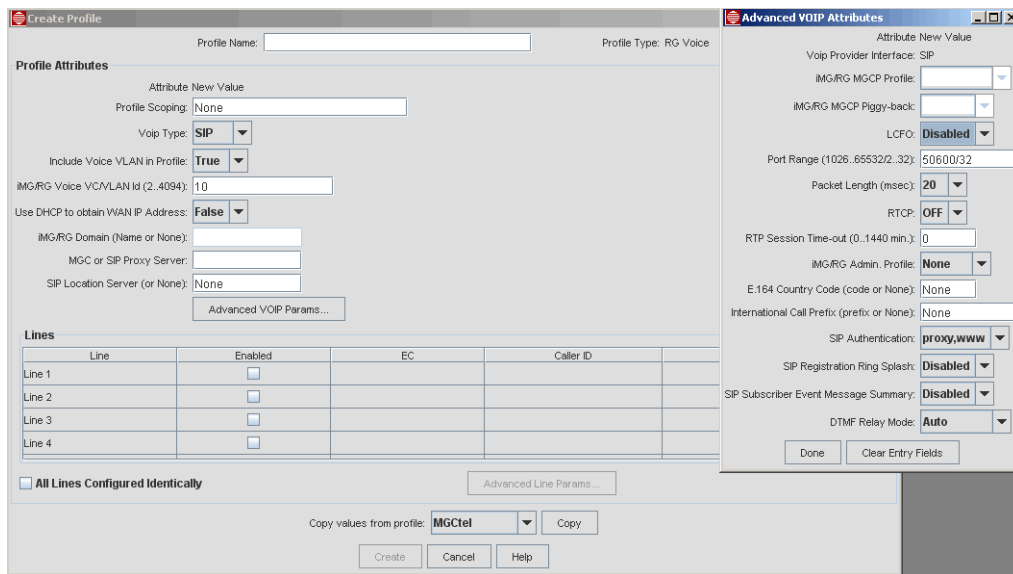 Create Profile
Profile Name:
Profile Type: RG Voice
Profile Attributes
Attribute New Value
Profile Scoping: None
Voip Type: SIP
Include Voice VLAN in Profile: True
iMG/RG Voice VC/VLAN Id (2..4094): 10
Use DHCP to obtain WAN IP Address: False
iMG/RG Domain (Name or None):
MGC or SIP Proxy Server:
SIP Location Server (or None): None
Advanced VOIP Params...
Lines
Line Enabled EC Caller ID
Line 1
Line 2
Line 3
Line 4
All Lines Configured Identically
Advanced Line Params...
Copy values from profile: MGCtel Copy
Create Cancel Help
Advanced VOIP Attributes
Attribute New Value
Voip Provider Interface: SIP
iMG/RG MGCP Profile:
iMG/RG MGCP Piggy-back:
LCFO: Disabled
Port Range (1026..65532/2..32): 50600/32
Packet Length (msec): 20
RTCP: OFF
RTP Session Time-out (0..1440 min.): 0
iMG/RG Admin. Profile: None
E.164 Country Code (code or None): None
International Call Prefix (prefix or None): None
SIP Authentication: proxy,www
SIP Registration Ring Splash: Disabled
SIP Subscriber Event Message Summary: Disabled
DTMF Relay Mode: Auto
Done Clear Entry Fields